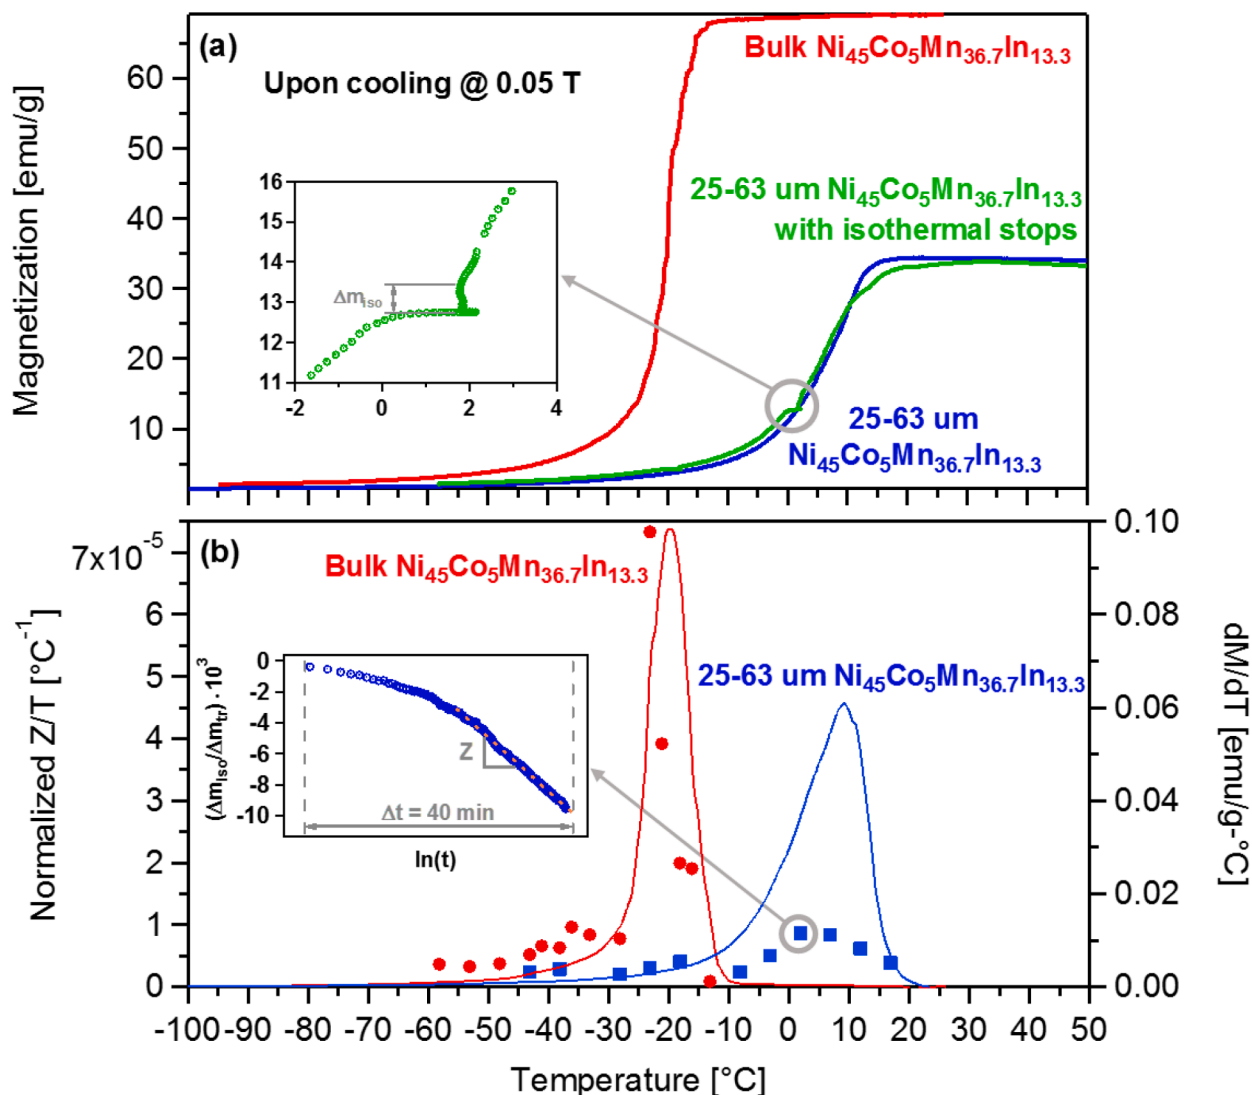 (a)
Bulk Ni₄₅Co₅Mn₃₆.₇In₁₃.₃
Upon cooling @ 0.05 T
25-63 um Ni₄₅Co₅Mn₃₆.₇In₁₃.₃
with isothermal stops
25-63 um
Ni₄₅Co₅Mn₃₆.₇In₁₃.₃
Magnetization [emu/g]
60
50
40
30
20
10
16
15
14
13
12
11
Δm_iso
-2 0 2 4
(b)
Bulk Ni₄₅Co₅Mn₃₆.₇In₁₃.₃
25-63 um Ni₄₅Co₅Mn₃₆.₇In₁₃.₃
Normalized Z/T [°C⁻¹]
7x10⁻⁵
6
5
4
3
2
1
0
(Δm_iso/Δm_tr) . 10³
0
-2
-4
-6
-8
-10
Z
Δt = 40 min
ln(t)
0.10
0.08
0.06
0.04
0.02
0.00
dM/dT [emu/g-°C]
-100 -90 -80 -70 -60 -50 -40 -30 -20 -10 0 10 20 30 40 50
Temperature [°C]